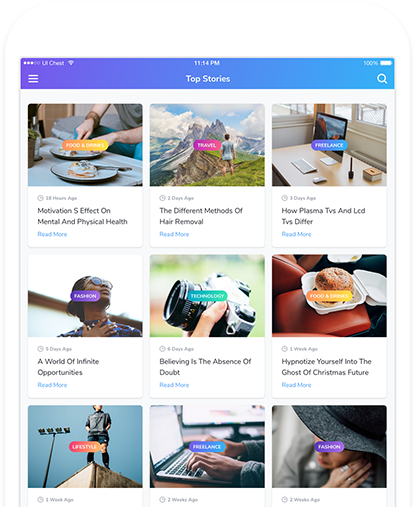 UI Chest 11:14 PM 100%
Top Stories
FOOD & DRINKS TRAVEL FREELANCE
18 Hours Ago 2 Days Ago 3 Days Ago
Motivation S Effect On The Different Methods Of How Plasma Tvs And Lcd
Mental And Physical Health Hair Removal Tvs Differ
Read More Read More Read More
FASHION TECHNOLOGY FOOD & DRINKS
5 Days Ago 6 Days Ago 1 Week Ago
A World Of Infinite Believing Is The Absence Of Hypnotize Yourself Into The
Opportunities Doubt Ghost Of Christmas Future
Read More Read More Read More
LIFESTYLE FREELANCE FASHION
1 Week Ago 2 Weeks Ago 2 Weeks Ago